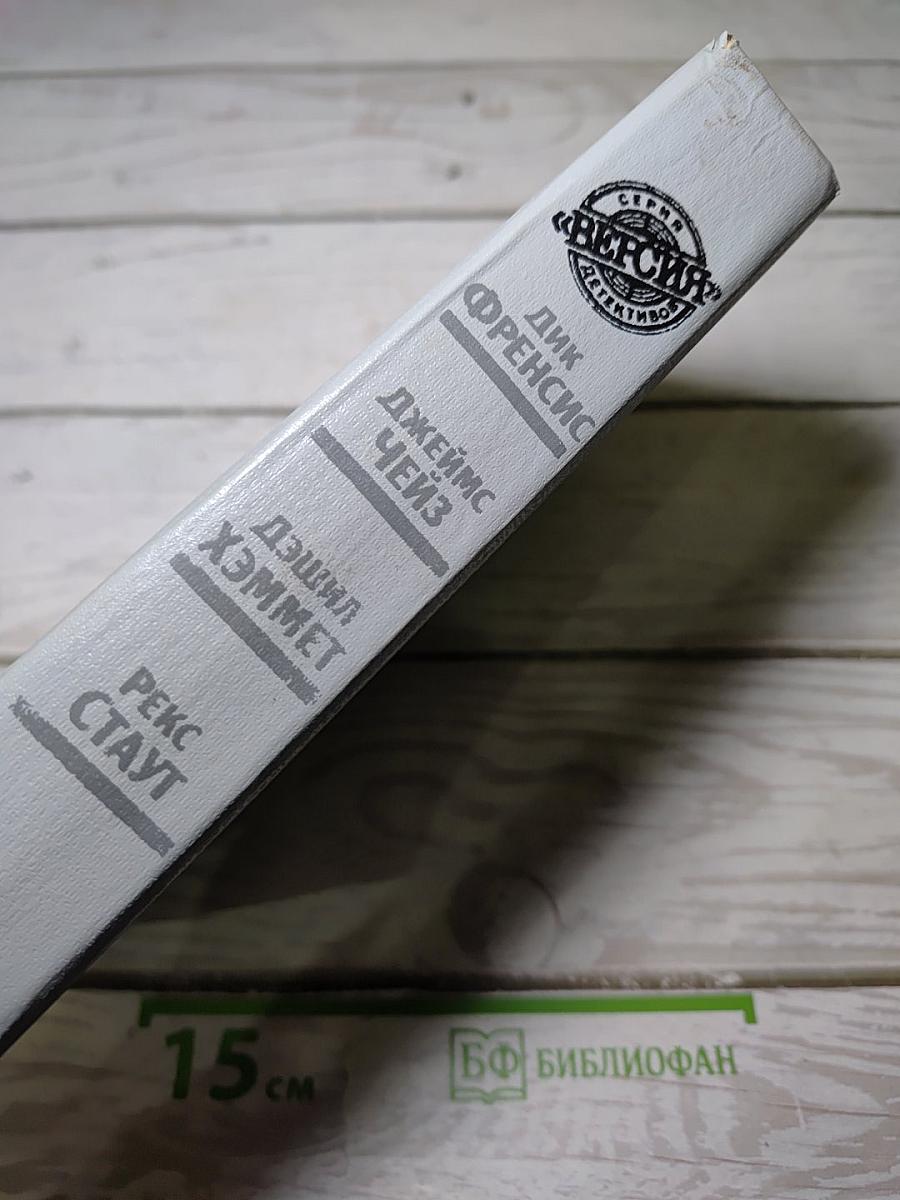 СЕРИЯ
«ВЕРСИЯ»
ДЕТЕКТИВОВ
ДИК
ФРЕНСИС
ДЖЕЙМС
ЧЕЙЗ
ДЭШИЛ
ХЭММЕТ
РЕКС
СТАУТ
15 см
БФ БИБЛИОФАН